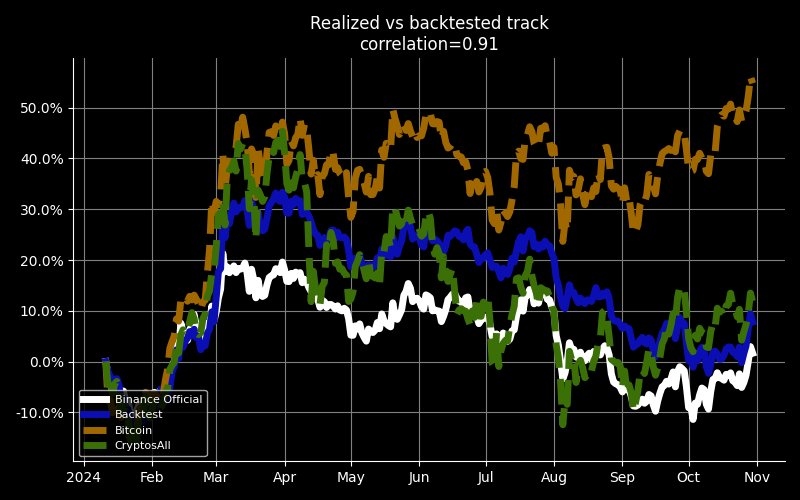 Realized vs backtested track
correlation=0.91
50.0%
40.0%
30.0%
20.0%
10.0%
0.0%
-10.0%
Binance Official
Backtest
Bitcoin
CryptosAll
2024 Feb Mar Apr May Jun Jul Aug Sep Oct Nov